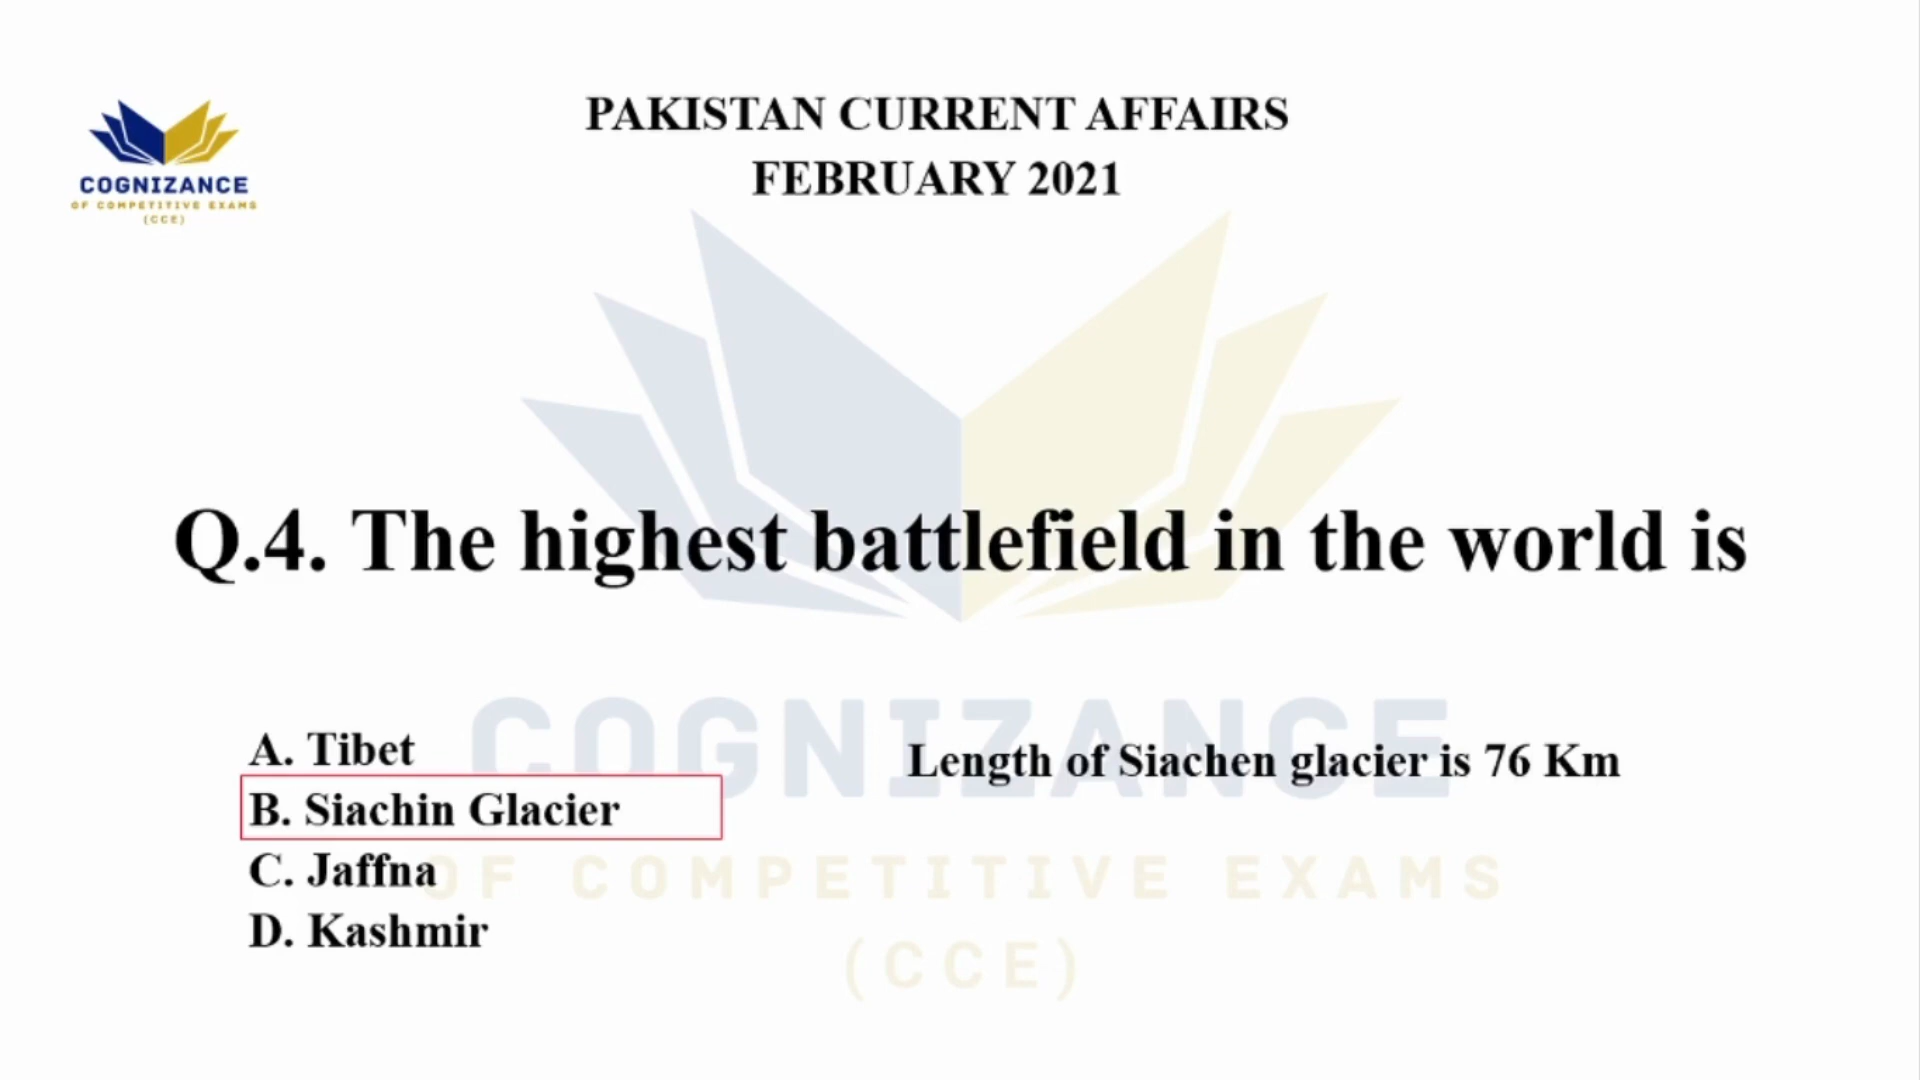 COGNIZANCE
OF COMPETITIVE EXAMS
(CCE)
PAKISTAN CURRENT AFFAIRS
FEBRUARY 2021
Q.4. The highest battlefield in the world is
A. Tibet
B. Siachin Glacier
C. Jaffna
D. Kashmir
Length of Siachen glacier is 76 Km
COGNIZANCE
OF COMPETITIVE EXAMS
(CCE)